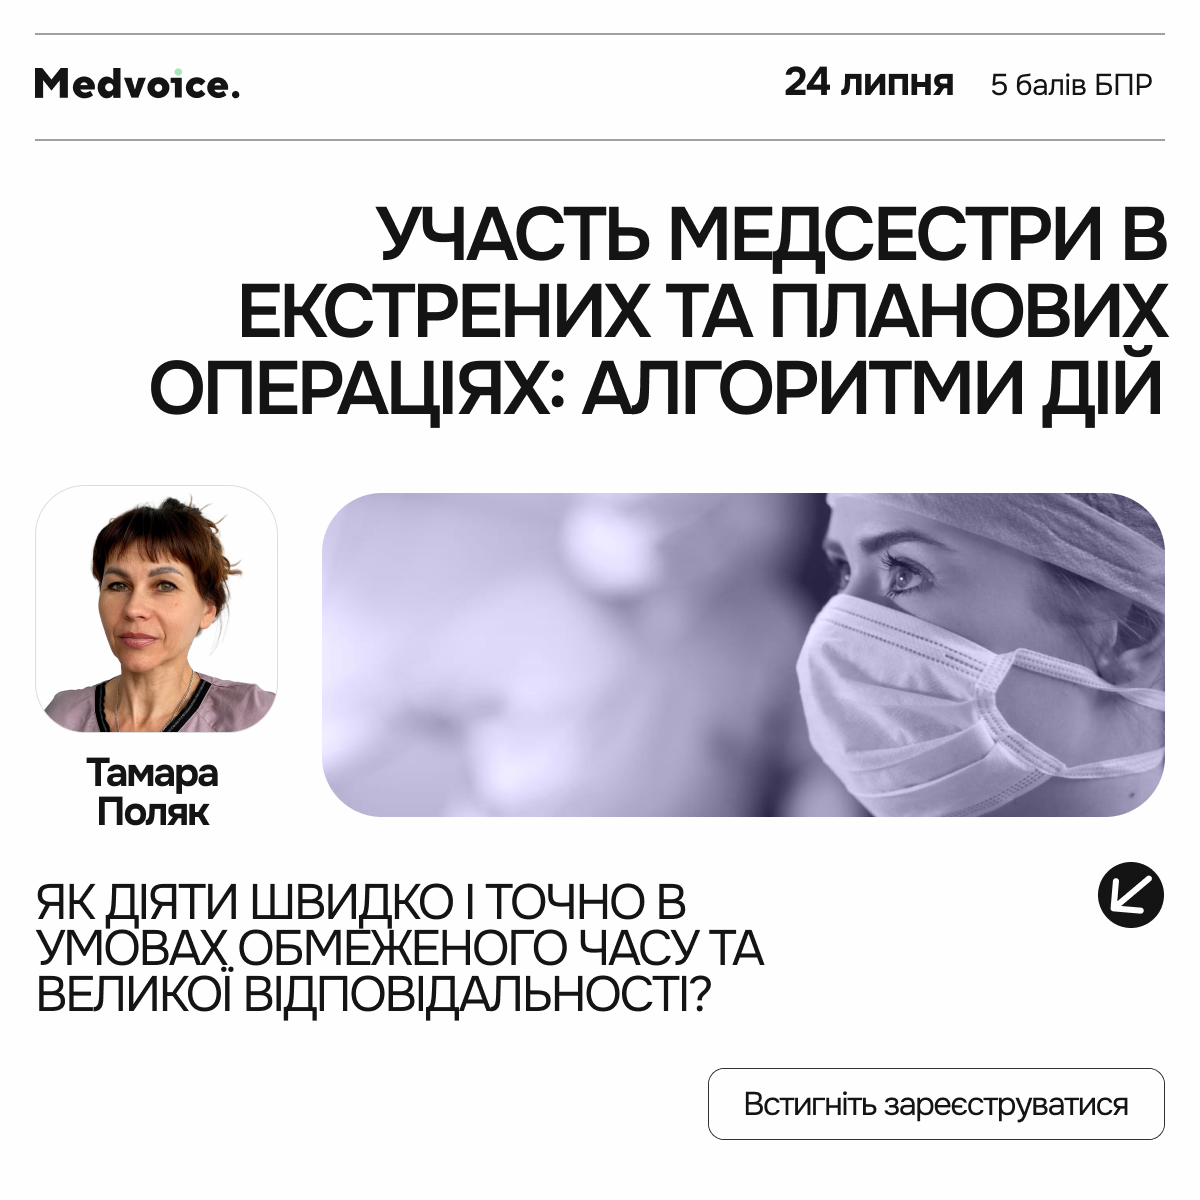 Medvoice.
24 липня 5 балів БПР
УЧАСТЬ МЕДСЕСТРИ В
ЕКСТРЕНИХ ТА ПЛАНОВИХ
ОПЕРАЦІЯХ: АЛГОРИТМИ ДІЙ
Тамара
Поляк
ЯК ДІЯТИ ШВИДКО І ТОЧНО В
УМОВАХ ОБМЕЖЕНОГО ЧАСУ ТА
ВЕЛИКОЇ ВІДПОВІДАЛЬНОСТІ?
Встигніть зареєструватися